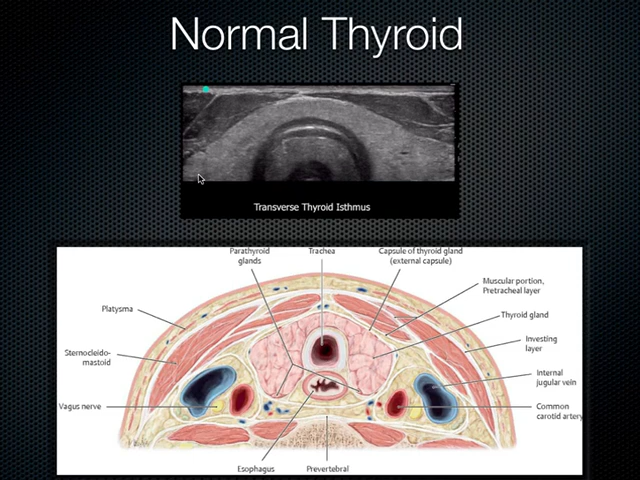 Normal Thyroid
Transverse Thyroid Isthmus
Parathyroid
glands
Trachea
Capsule of thyroid gland
(external capsule)
Muscular portion,
Pretracheal layer
Platysma
Thyroid gland
Investing
layer
Sternocleido-
mastoid
Internal
jugular vein
Vagus nerve
Common
carotid artery
Esophagus
Prevertebral